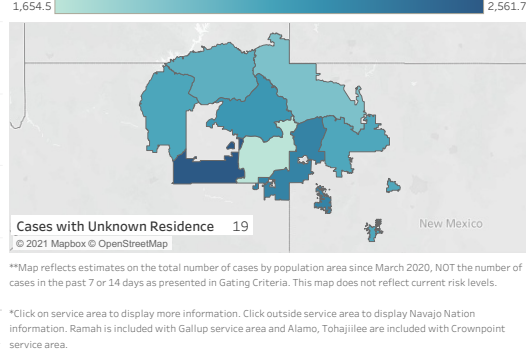 1,654.5 2,561.7
Cases with Unknown Residence 19
New Mexico
© 2021 Mapbox © OpenStreetMap
**Map reflects estimates on the total number of cases by population area since March 2020, NOT the number of
cases in the past 7 or 14 days as presented in Gating Criteria. This map does not reflect current risk levels.
*Click on service area to display more information. Click outside service area to display Navajo Nation
information. Ramah is included with Gallup service area and Alamo, Tohajiilee are included with Crownpoint
service area.